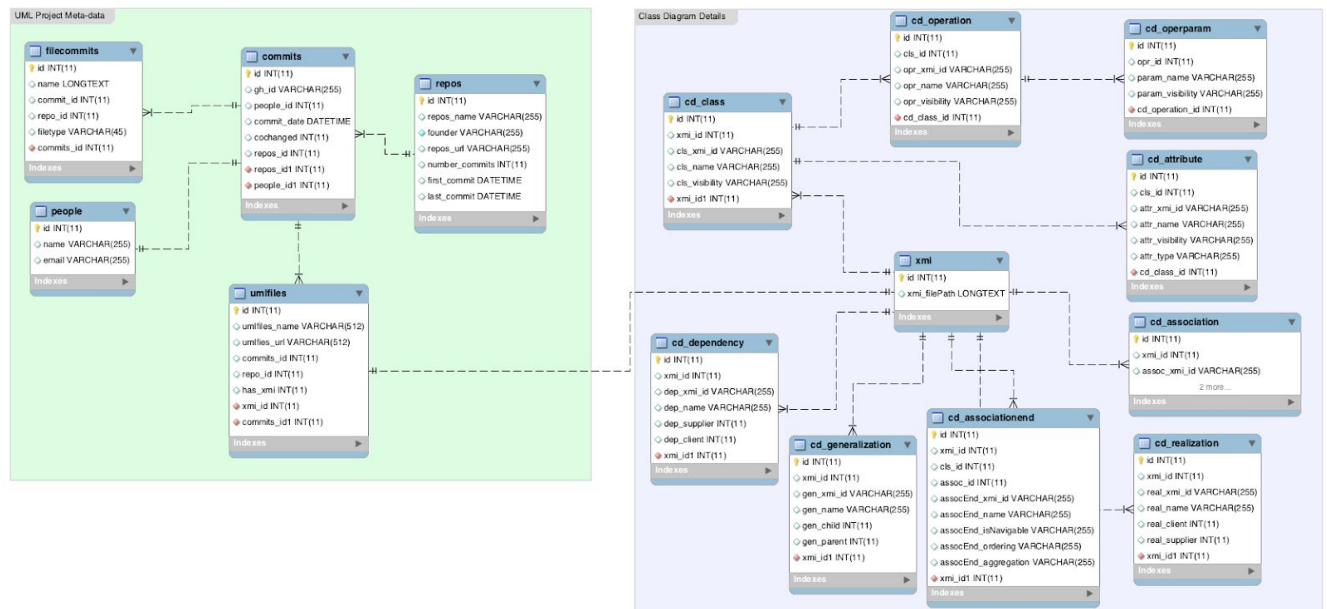 UML Project Meta-data
filecommits
id INT(11)
name LONGTEXT
commit_id INT(11)
repo_id INT(11)
filetype VARCHAR(45)
commits_id INT(11)
Indexes
commits
id INT(11)
gh_id VARCHAR(255)
people_id INT(11)
commit_date DATETIME
cochanged INT(11)
repos_id INT(11)
repos_id1 INT(11)
people_id1 INT(11)
Indexes
repos
id INT(11)
repos_name VARCHAR(255)
founder VARCHAR(255)
repos_url VARCHAR(255)
number_commits INT(11)
first_commit DATETIME
last_commit DATETIME
Indexes
people
id INT(11)
name VARCHAR(255)
email VARCHAR(255)
Indexes
umlfiles
id INT(11)
umlfiles_name VARCHAR(512)
umlfies_url VARCHAR(512)
commits_id INT(11)
repo_id INT(11)
has_xmi INT(11)
xmi_id INT(11)
commits_id1 INT(11)
Indexes
Class Diagram Details
cd_operation
id INT(11)
cls_id INT(11)
opr_xmi_id VARCHAR(255)
opr_name VARCHAR(255)
opr_visibility VARCHAR(255)
cd_class_id INT(11)
Indexes
cd_operparam
id INT(11)
opr_id INT(11)
param_name VARCHAR(255)
param_visibility VARCHAR(255)
cd_operation_id INT(11)
Indexes
cd_class
id INT(11)
xmi_id INT(11)
cls_xmi_id VARCHAR(255)
cls_name VARCHAR(255)
cls_visibility VARCHAR(255)
xmi_id1 INT(11)
Indexes
cd_attribute
id INT(11)
cls_id INT(11)
attr_xmi_id VARCHAR(255)
attr_name VARCHAR(255)
attr_visibility VARCHAR(255)
attr_type VARCHAR(255)
cd_class_id INT(11)
Indexes
xmi
id INT(11)
xmi_filePath LONGTEXT
Indexes
cd_association
id INT(11)
xmi_id INT(11)
assoc_xmi_id VARCHAR(255)
2 more...
Indexes
cd_dependency
id INT(11)
xmi_id INT(11)
dep_xmi_id VARCHAR(255)
dep_name VARCHAR(255)
dep_supplier INT(11)
dep_client INT(11)
xmi_id1 INT(11)
Indexes
cd_generalization
id INT(11)
xmi_id INT(11)
gen_xmi_id VARCHAR(255)
gen_name VARCHAR(255)
gen_child INT(11)
gen_parent INT(11)
xmi_id1 INT(11)
Indexes
cd_associationend
id INT(11)
xmi_id INT(11)
cls_id INT(11)
assoc_id INT(11)
assocEnd_xmi_id VARCHAR(255)
assocEnd_name VARCHAR(255)
assocEnd_isNavigable VARCHAR(255)
assocEnd_ordering VARCHAR(255)
assocEnd_aggregation VARCHAR(255)
xmi_id1 INT(11)
Indexes
cd_realization
id INT(11)
xmi_id INT(11)
real_xmi_id VARCHAR(255)
real_name VARCHAR(255)
real_client INT(11)
real_supplier INT(11)
xmi_id1 INT(11)
Indexes